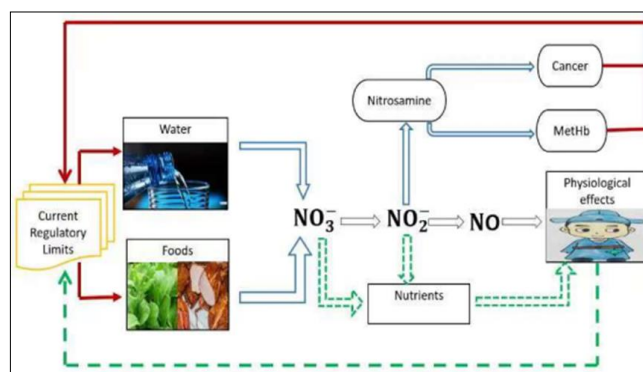 Cancer
Water
Nitrosamine
MetHb
Current
Regulatory
Limits
NO₃⁻
NO₂⁻
NO
Physiological
effects
Foods
Nutrients